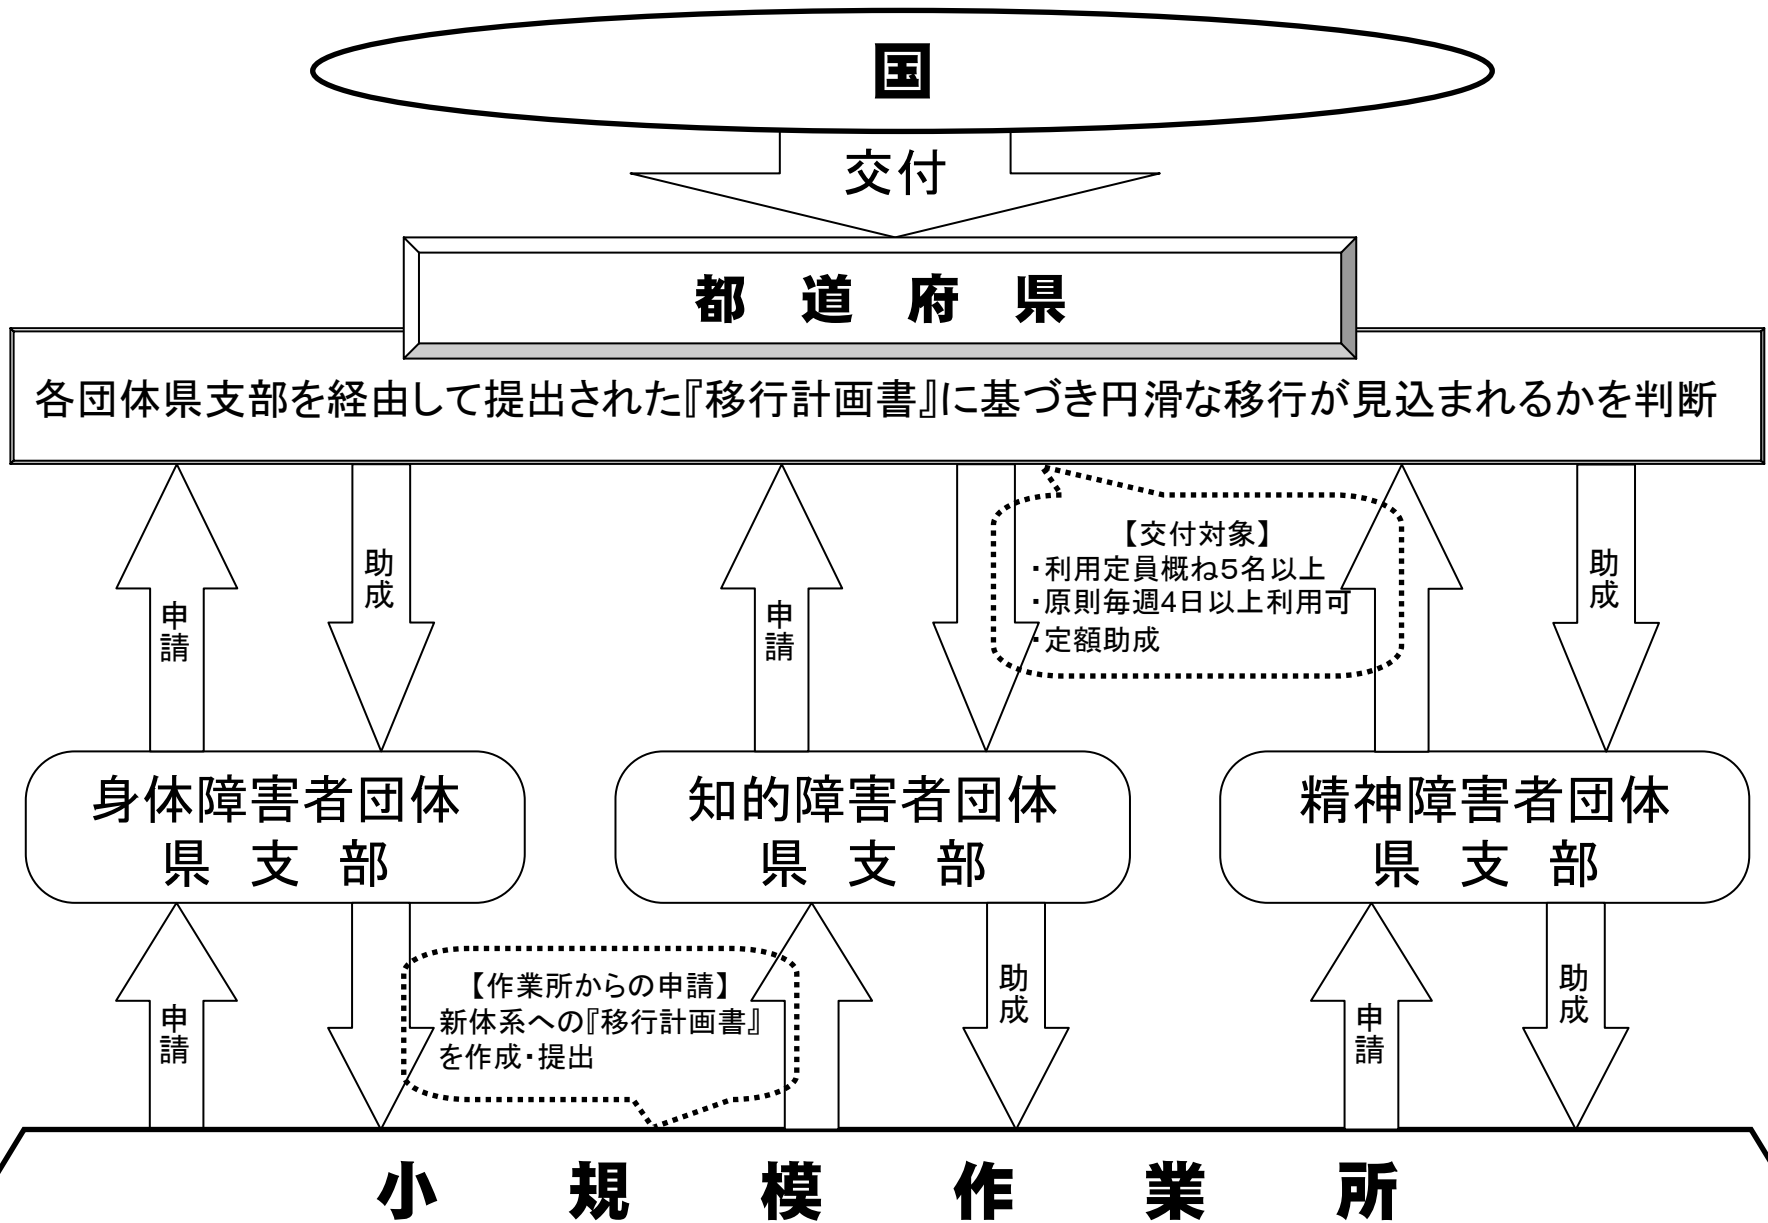 国
交付
都 道 府 県
各団体県支部を経由して提出された『移行計画書』に基づき円滑な移行が見込まれるかを判断
申請
助成
申請
【交付対象】
・利用定員概ね5名以上
・原則毎週4日以上利用可
・定額助成
助成
身体障害者団体
県 支 部
知的障害者団体
県 支 部
精神障害者団体
県 支 部
申請
【作業所からの申請】
新体系への『移行計画書』
を作成・提出
助成
申請
助成
小 規 模 作 業 所